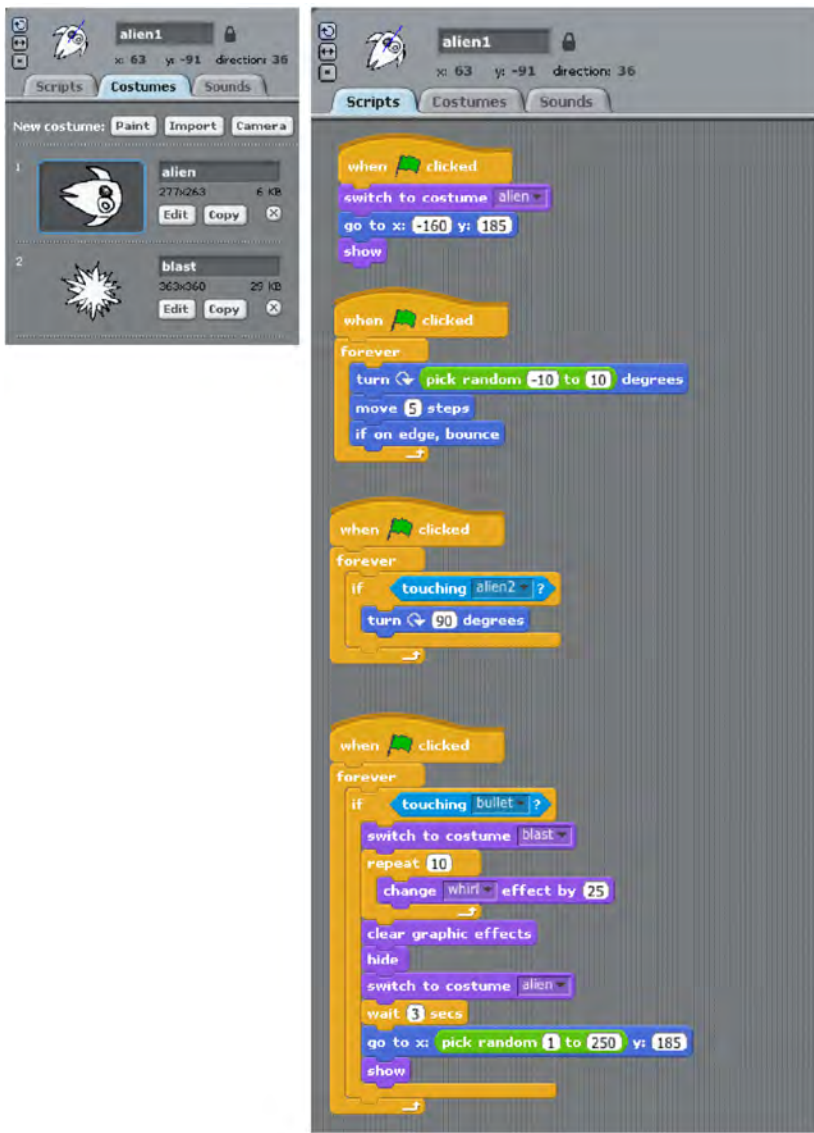 alien1
x: 63 y: -91 direction: 36
Scripts Costumes Sounds
New costume: Paint Import Camera
1
alien
277x263 6 KB
Edit Copy
2
blast
363x360 29 KB
Edit Copy
alien1
x: 63 y: -91 direction: 36
Scripts Costumes Sounds
when clicked
switch to costume alien
go to x: -160 y: 185
show
when clicked
forever
turn pick random -10 to 10 degrees
move 5 steps
if on edge, bounce
when clicked
forever
if touching alien2 ?
turn 90 degrees
when clicked
forever
if touching bullet ?
switch to costume blast
repeat 10
change whirl effect by 25
clear graphic effects
hide
switch to costume alien
wait 3 secs
go to x: pick random 1 to 250 y: 185
show